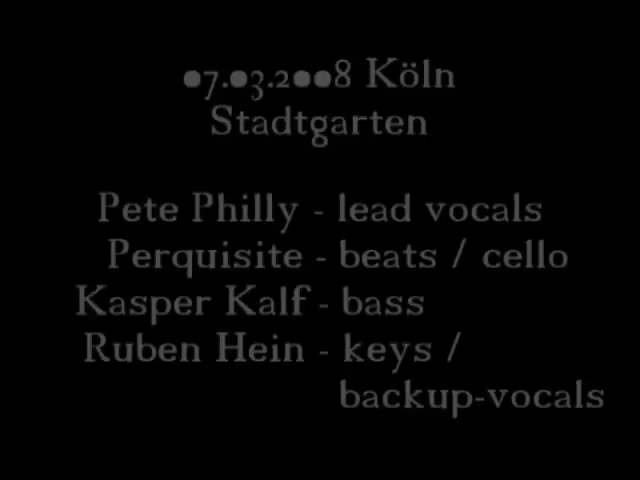 07.03.2008 Köln
Stadtgarten
Pete Philly - lead vocals
Perquisite - beats / cello
Kasper Kalf - bass
Ruben Hein - keys /
backup-vocals